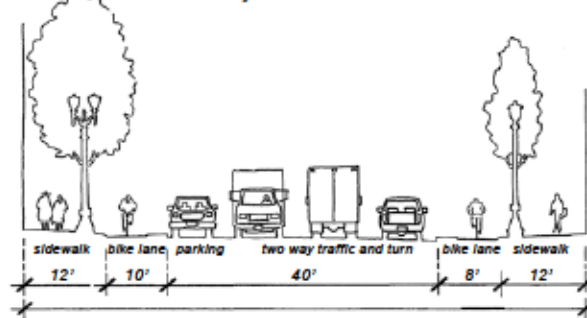 sidewalk bike lane parking two way traffic and turn bike lane sidewalk
12' 10' 40' 8' 12'